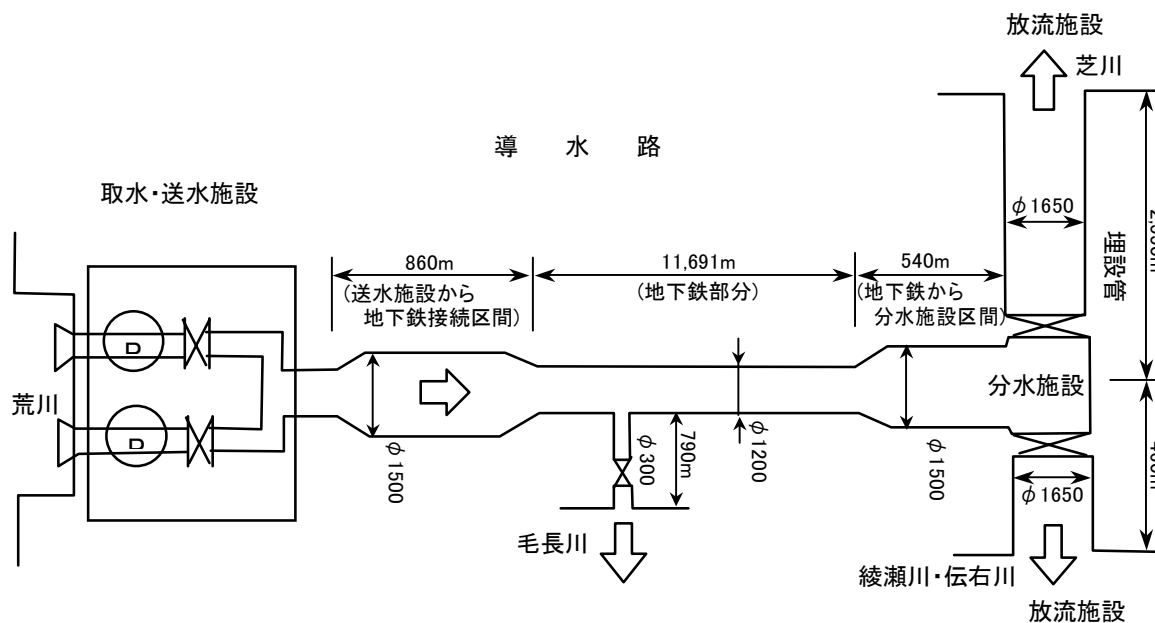 放流施設
芝川
導水路
取水・送水施設
φ1650
埋設管
860m
(送水施設から
地下鉄接続区間)
11,691m
(地下鉄部分)
540m
(地下鉄から
分水施設区間)
P
荒川
P
φ1500
φ300
790m
φ1200
φ1500
分水施設
φ1650
毛長川
綾瀬川・伝右川
放流施設